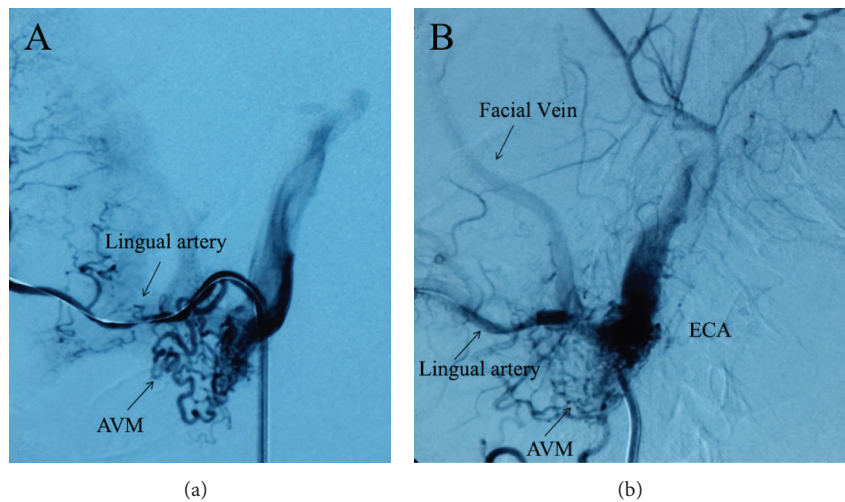 A
Lingual artery
AVM
(a)
B
Facial Vein
ECA
Lingual artery
AVM
(b)